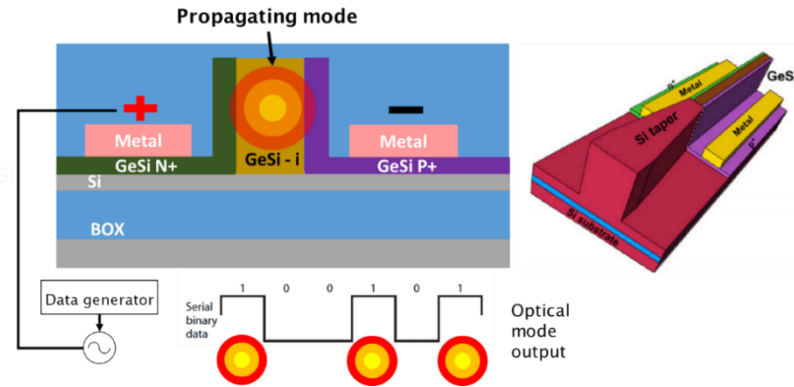 Propagating mode
+
−
Metal
Metal
GeSi N+
GeSi - i
GeSi P+
Si
BOX
Metal
GeS
Si taper
Metal
P+
Si substrate
Data generator
Serial
binary
data
1 0 0 1 0 1
Optical
mode
output